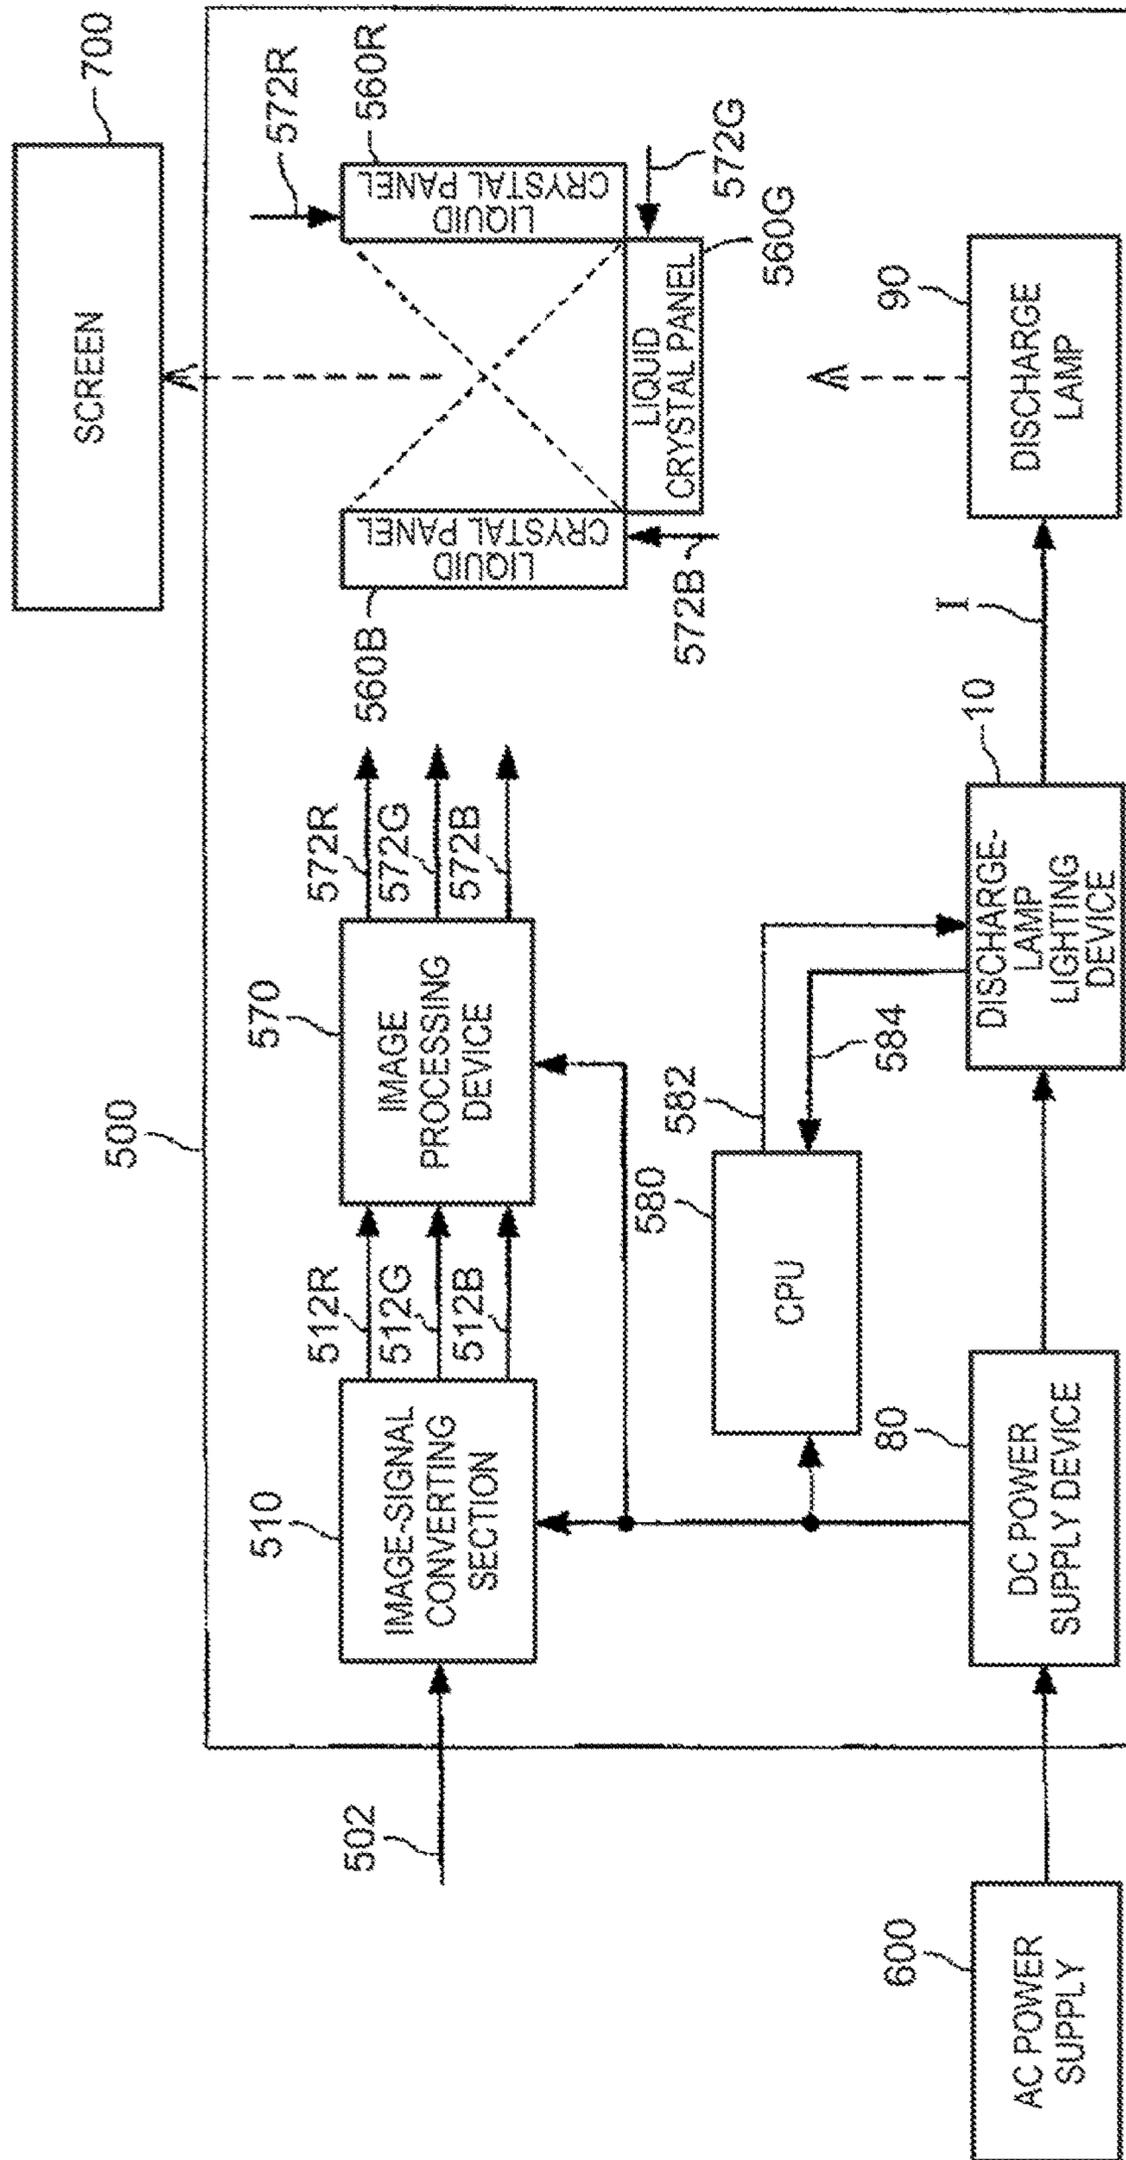 700
SCREEN
500
572R
560R
LIQUID
CRYSTAL PANEL
572G
560G
LIQUID
CRYSTAL PANEL
560B
LIQUID
CRYSTAL PANEL
572B
570
IMAGE
PROCESSING
DEVICE
572R
572G
572B
510
IMAGE-SIGNAL
CONVERTING
SECTION
512R
512G
512B
502
580
CPU
582
584
600
AC POWER
SUPPLY
80
DC POWER
SUPPLY DEVICE
10
DISCHARGE-
LAMP
LIGHTING
DEVICE
I
90
DISCHARGE
LAMP